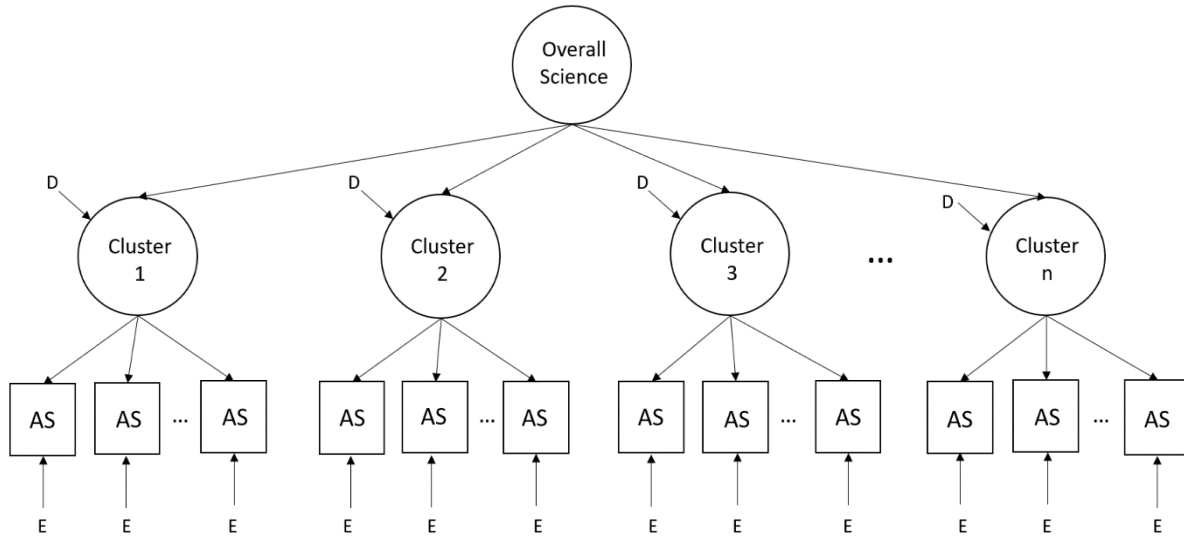 Overall
Science
D D D D
Cluster
1
Cluster
2
Cluster
3
...
Cluster
n
AS AS ... AS AS AS ... AS AS AS ... AS AS AS ... AS
E E E E E E E E E E E E